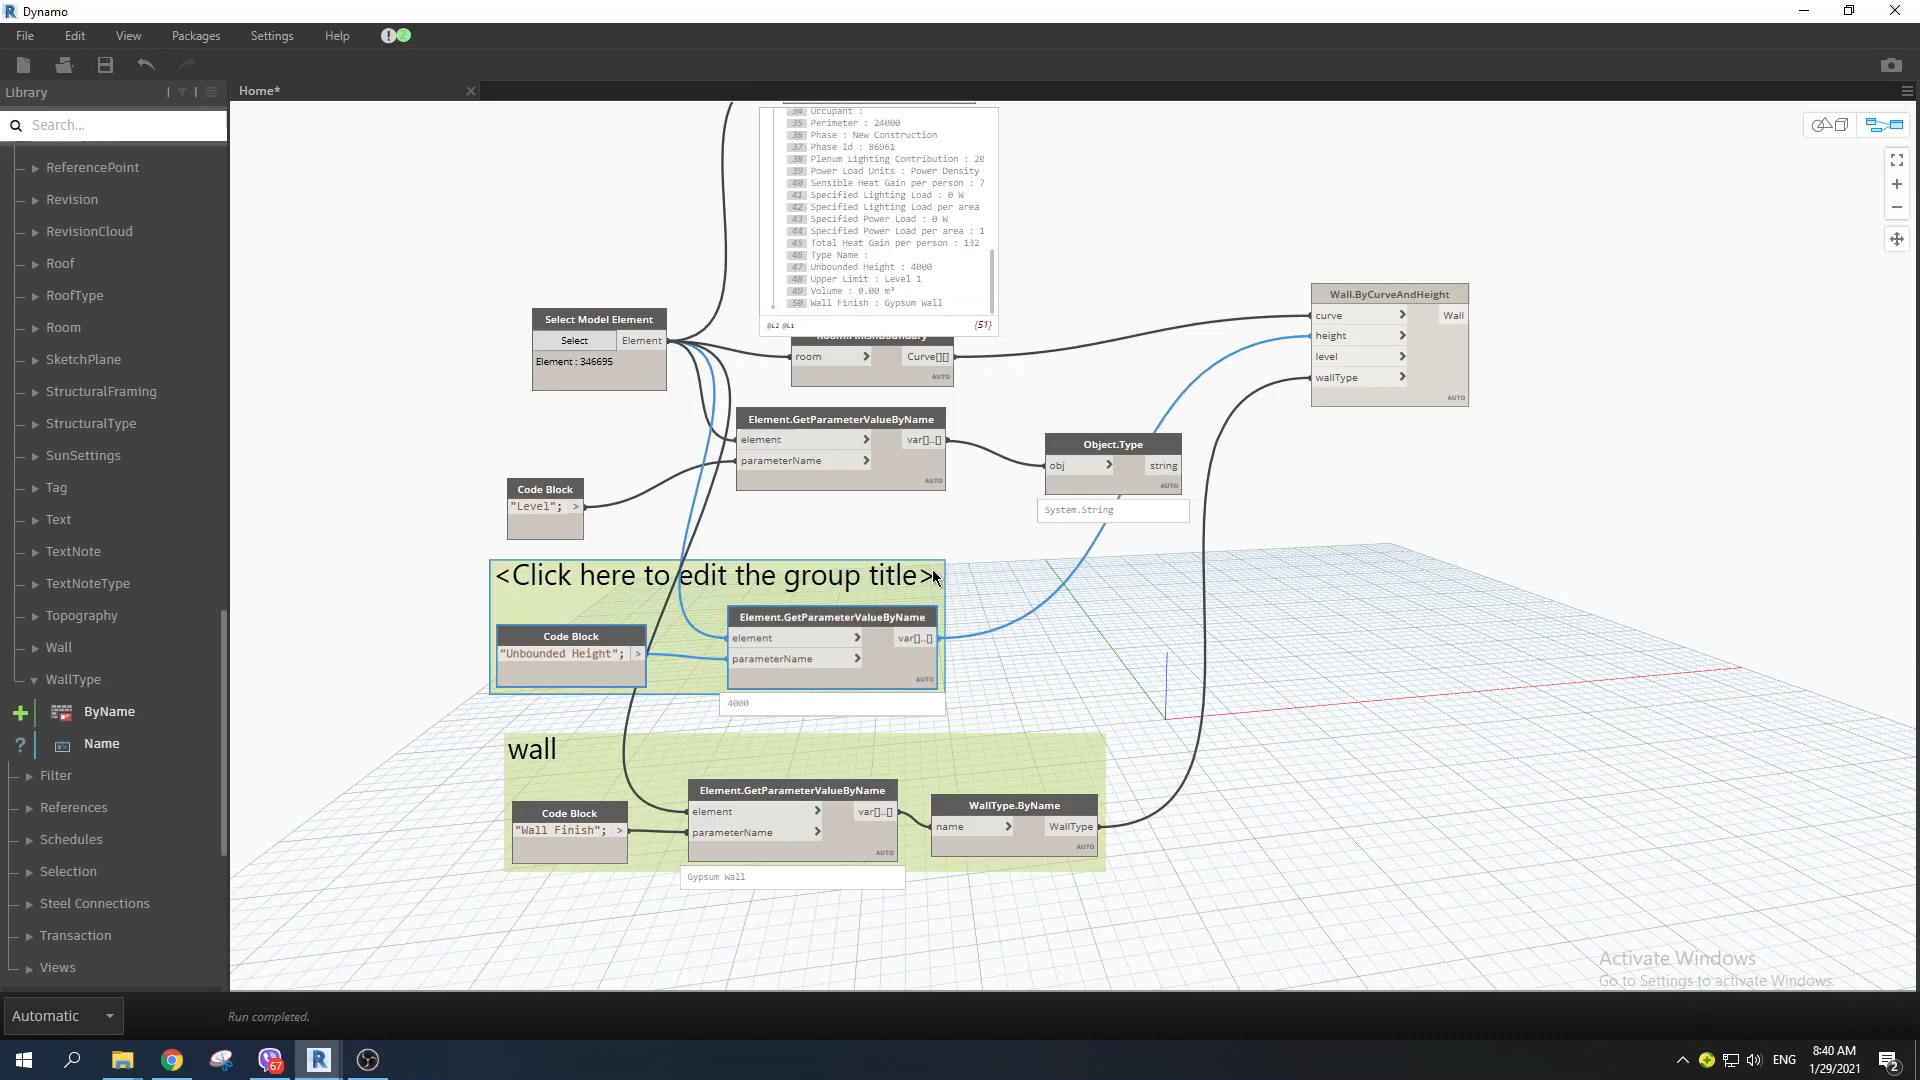 Dynamo
File Edit View Packages Settings Help
Library
Home*
Search...
ReferencePoint
Revision
RevisionCloud
Roof
RoofType
Room
SketchPlane
StructuralFraming
StructuralType
SunSettings
Tag
Text
TextNote
TextNoteType
Topography
Wall
WallType
ByName
Name
Filter
References
Schedules
Selection
Steel Connections
Transaction
Views
34 Occupant :
35 Perimeter : 24000
36 Phase : New Construction
37 Phase Id : 86961
38 Plenum Lighting Contribution : 20
39 Power Load Units : Power Density
40 Sensible Heat Gain per person : 7
41 Specified Lighting Load : 0 W
42 Specified Lighting Load per area
43 Specified Power Load : 0 W
44 Specified Power Load per area : 1
45 Total Heat Gain per person : 132
46 Type Name :
47 Unbounded Height : 4000
48 Upper Limit : Level 1
49 Volume : 0.00 m³
50 Wall Finish : Gypsum Wall
@L2 @L1 {51}
Select Model Element
Select Element
Element : 346695
Room.FinishBoundary
room > Curve[][]
AUTO
Wall.ByCurveAndHeight
curve > Wall
height >
level >
wallType >
AUTO
Element.GetParameterValueByName
element > var[]..[]
parameterName >
AUTO
Object.Type
obj > string
AUTO
System.String
Code Block
"Level"; >
<Click here to edit the group title>
Element.GetParameterValueByName
element > var[]..[]
parameterName >
AUTO
4000
Code Block
"Unbounded Height"; >
wall
Element.GetParameterValueByName
element > var[]..[]
parameterName >
AUTO
Gypsum Wall
Code Block
"Wall Finish"; >
WallType.ByName
name > WallType
AUTO
Activate Windows
Go to Settings to activate Windows.
Automatic
Run completed.
67
ENG
8:40 AM
1/29/2021
2